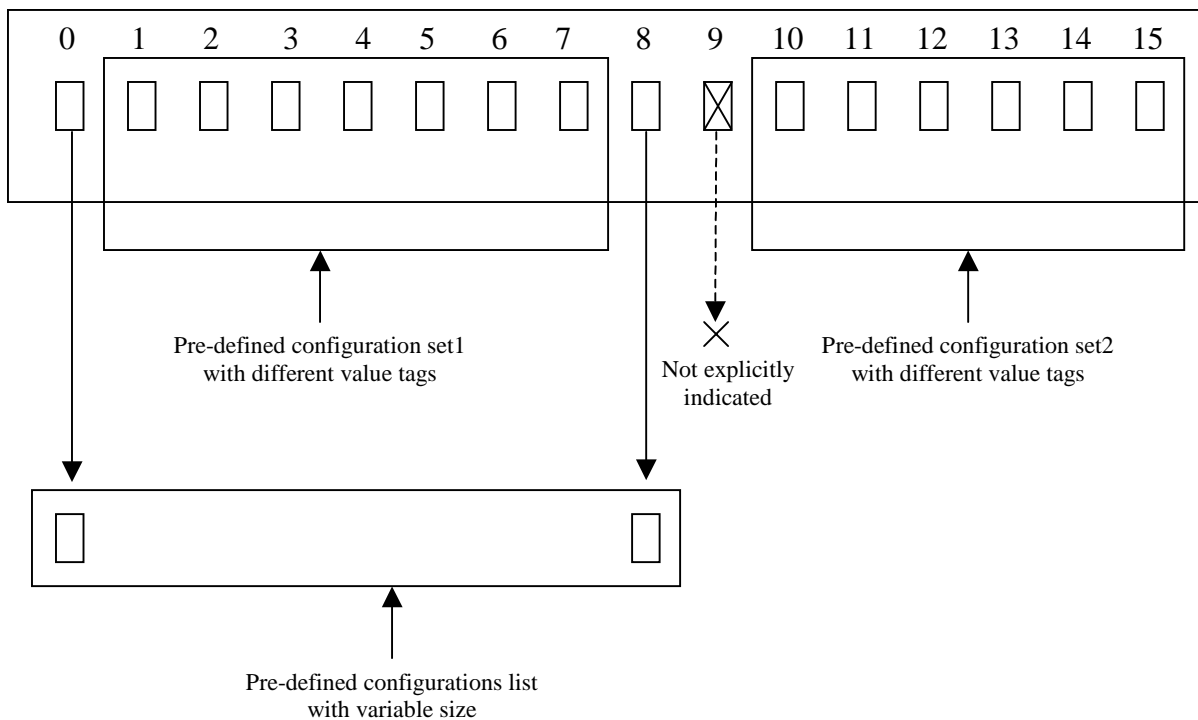 0 1 2 3 4 5 6 7 8 9 10 11 12 13 14 15
Pre-defined configuration set1
with different value tags
Not explicitly
indicated
Pre-defined configuration set2
with different value tags
Pre-defined configurations list
with variable size